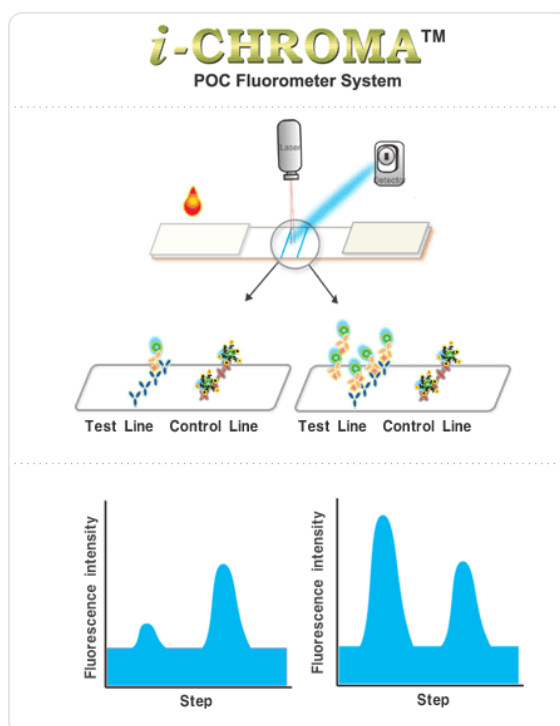 i-CHROMA™
POC Fluorometer System
Laser
Detector
Test Line Control Line
Test Line Control Line
Fluorescence intensity
Step
Fluorescence intensity
Step